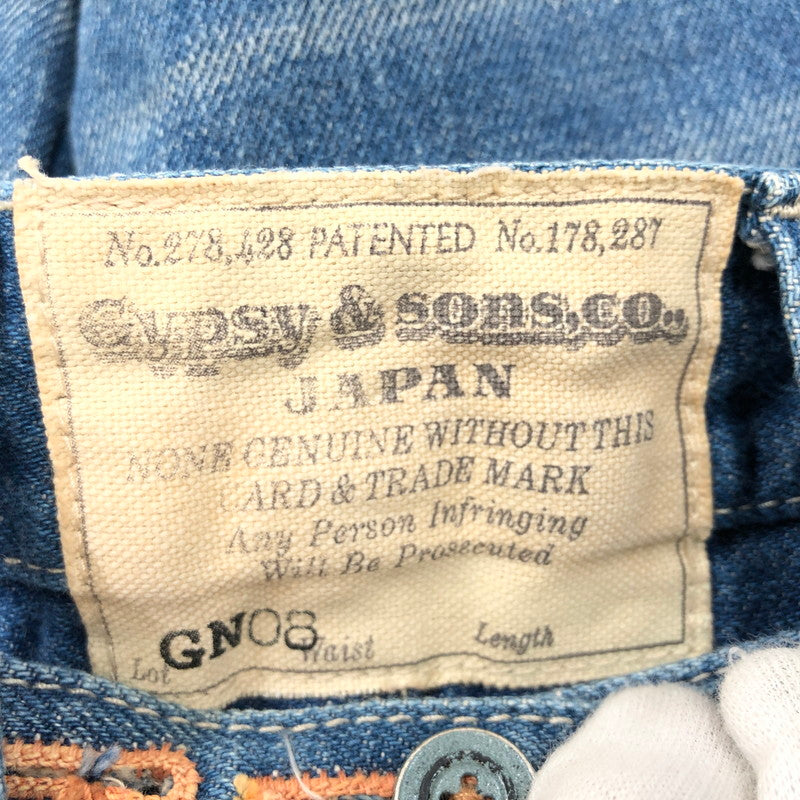 No.278,428 PATENTED No.178,287
Gypsy & sons,co.,
JAPAN
NONE GENUINE WITHOUT THIS
CARD & TRADE MARK
Any Person Infringing
Will Be Prosecuted
Lot GN08 Waist Length